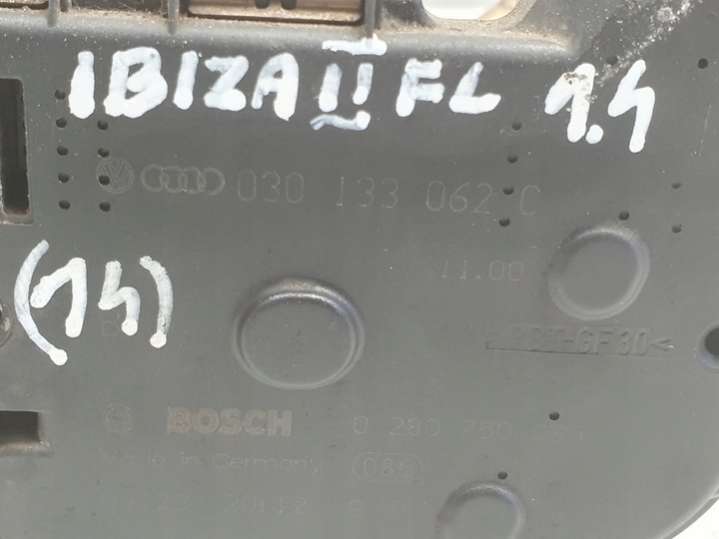 IBIZA II FL 1.4
030 133 062 C
11.00
(14)
GF30<
BOSCH 0 280 750
Made in Germany 086